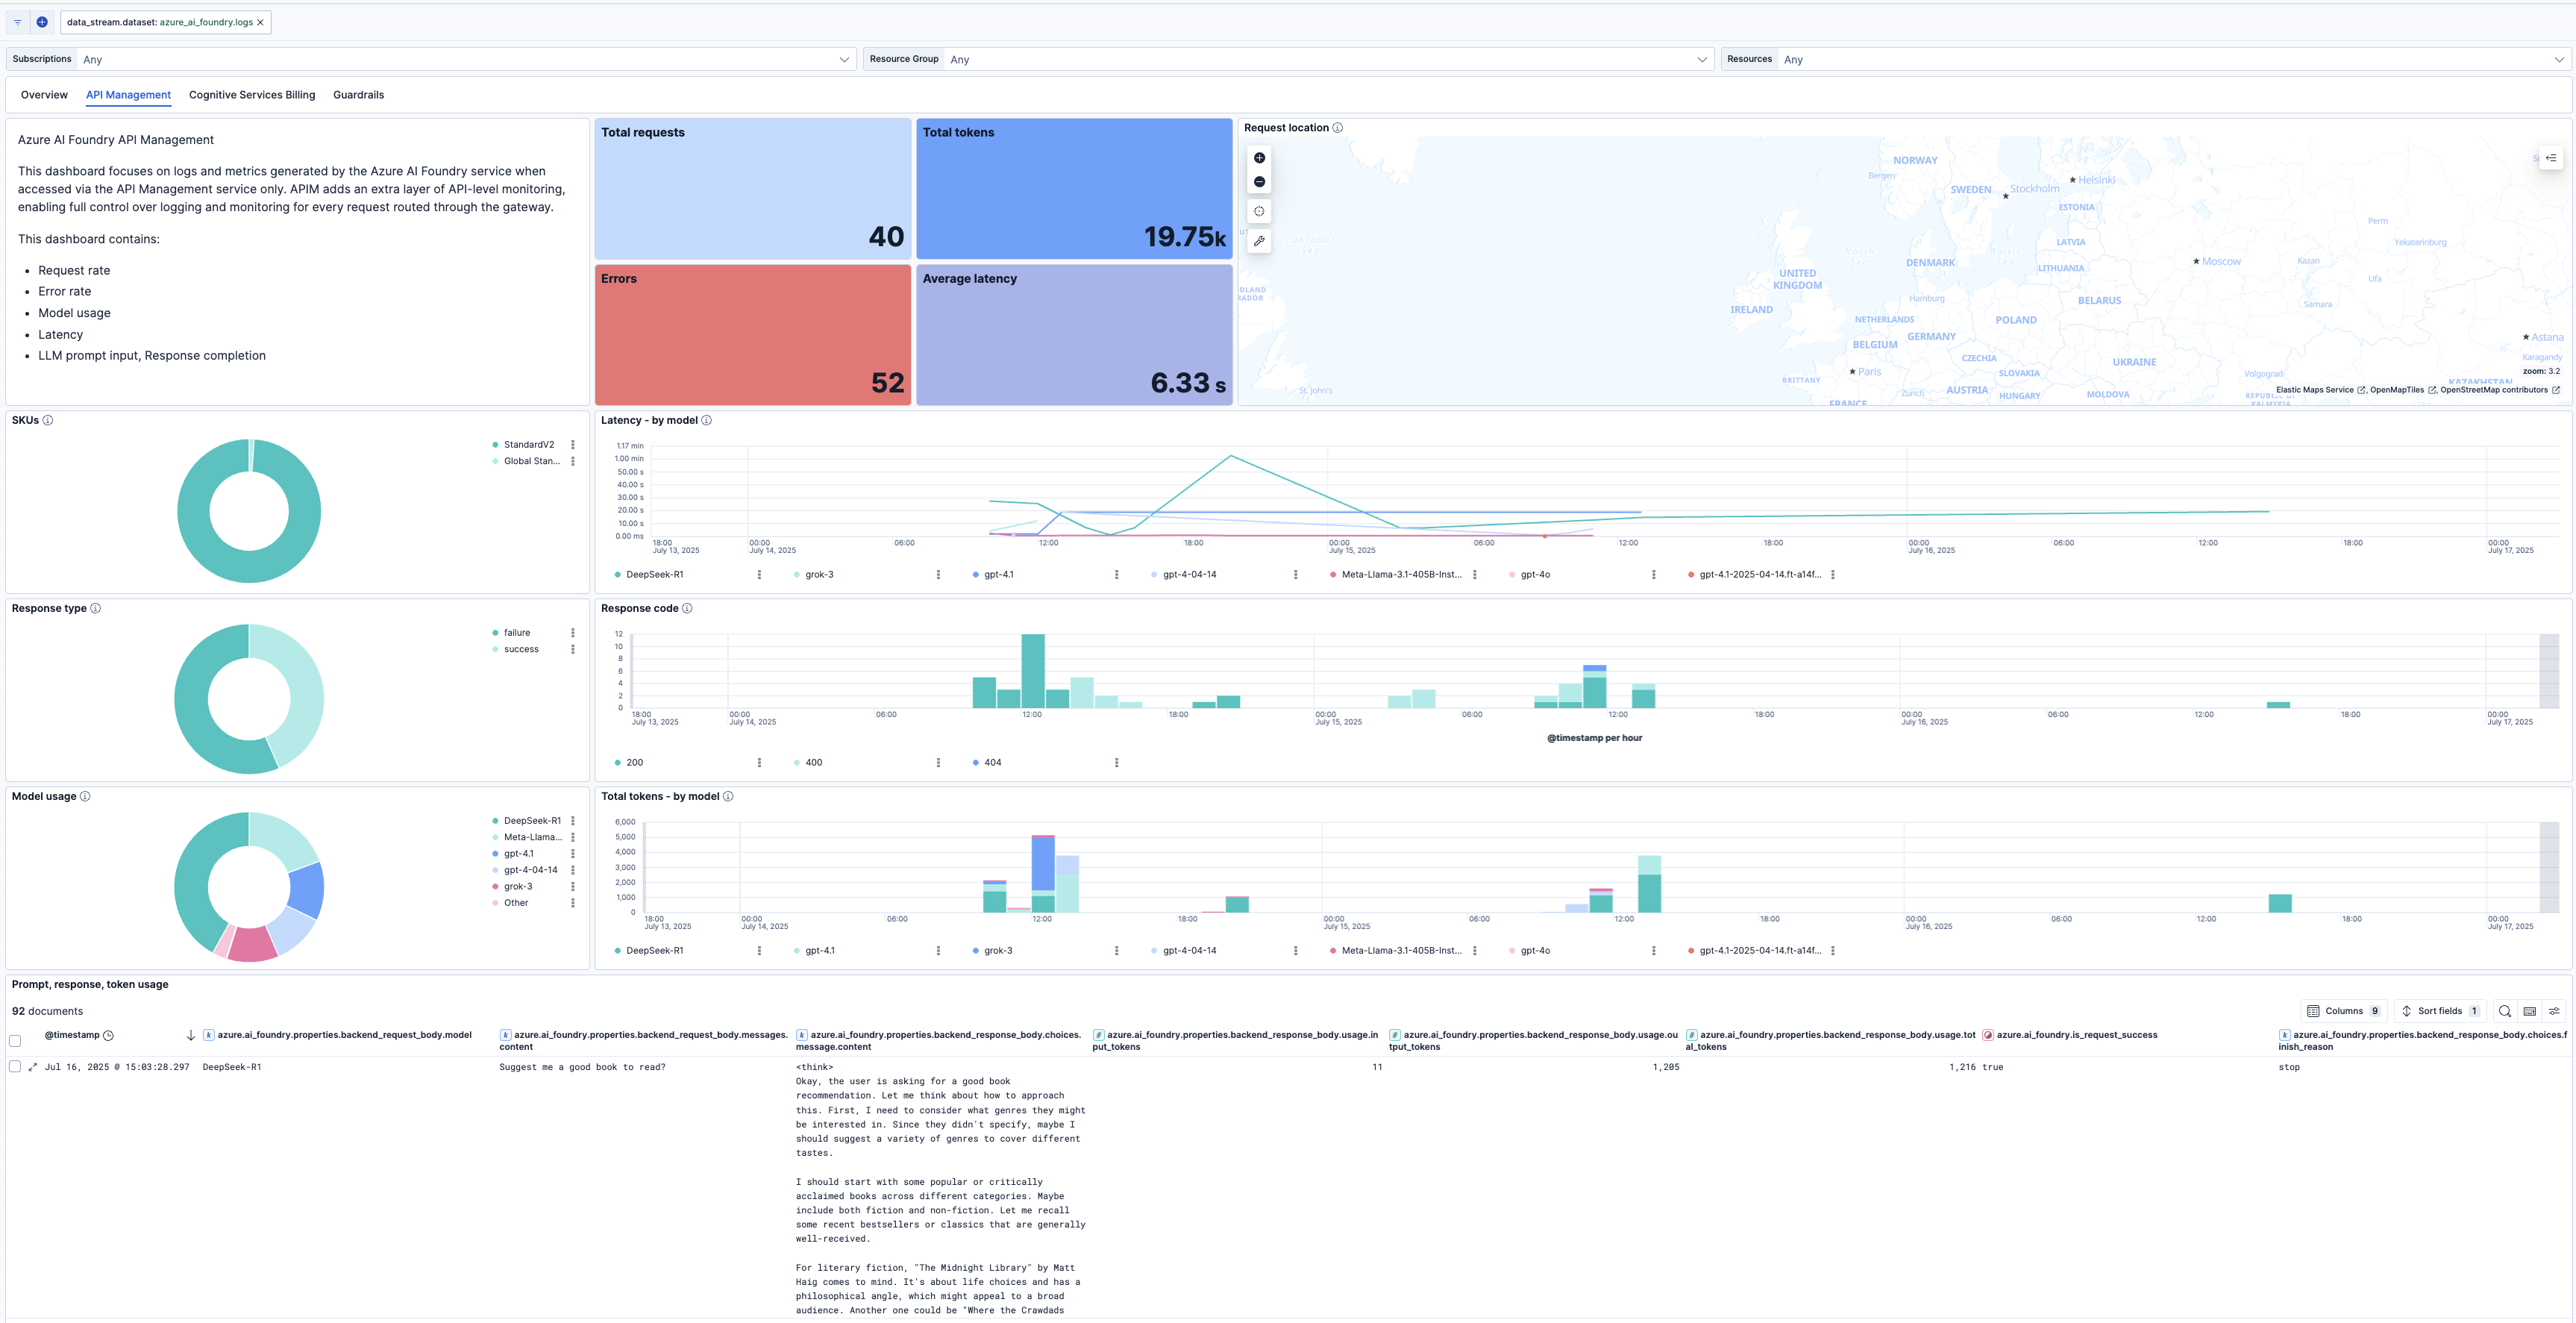 data_stream.dataset: azure_ai_foundry.logs
Subscriptions Any
Resource Group Any
Resources Any
Overview API Management Cognitive Services Billing Guardrails
Azure AI Foundry API Management
This dashboard focuses on logs and metrics generated by the Azure AI Foundry service when
accessed via the API Management service only. APIM adds an extra layer of API-level monitoring,
enabling full control over logging and monitoring for every request routed through the gateway.
This dashboard contains:
• Request rate
• Error rate
• Model usage
• Latency
• LLM prompt input, Response completion
Total requests
40
Total tokens
19.75k
Errors
52
Average latency
6.33 s
Request location
NORWAY
Bergen
SWEDEN
Stockholm
Helsinki
ESTONIA
Labrador
Sea
North
Sea
Baltic
Sea
LATVIA
Perm
Yekaterinburg
DENMARK
LITHUANIA
Moscow
Kazan
Ufa
UNITED
KINGDOM
DLAND
RADOR
Hamburg
BELARUS
Samara
IRELAND
NETHERLANDS
POLAND
GERMANY
BELGIUM
Astana
CZECHIA
UKRAINE
Karagandy
Paris
SLOVAKIA
Volgograd
zoom: 3.2
BRITTANY
KAZAKHSTAN
St. John's
Zurich
AUSTRIA
HUNGARY
MOLDOVA
Elastic Maps Service , OpenMapTiles , OpenStreetMap contributors
FRANCE
KALMYKIA
SKUs
StandardV2
Global Stan...
Latency - by model
1.17 min
1.00 min
50.00 s
40.00 s
30.00 s
20.00 s
10.00 s
0.00 ms
18:00 00:00 06:00 12:00 18:00 00:00 06:00 12:00 18:00 00:00 06:00 12:00 18:00 00:00
July 13, 2025 July 14, 2025 July 15, 2025 July 16, 2025 July 17, 2025
DeepSeek-R1 grok-3 gpt-4.1 gpt-4-04-14 Meta-Llama-3.1-405B-Inst... gpt-4o gpt-4.1-2025-04-14.ft-a14f...
Response type
failure
success
Response code
12
10
8
6
4
2
0
18:00 00:00 06:00 12:00 18:00 00:00 06:00 12:00 18:00 00:00 06:00 12:00 18:00 00:00
July 13, 2025 July 14, 2025 July 15, 2025 July 16, 2025 July 17, 2025
@timestamp per hour
200 400 404
Model usage
DeepSeek-R1
Meta-Llama...
gpt-4.1
gpt-4-04-14
grok-3
Other
Total tokens - by model
6,000
5,000
4,000
3,000
2,000
1,000
0
18:00 00:00 06:00 12:00 18:00 00:00 06:00 12:00 18:00 00:00 06:00 12:00 18:00 00:00
July 13, 2025 July 14, 2025 July 15, 2025 July 16, 2025 July 17, 2025
DeepSeek-R1 gpt-4.1 grok-3 gpt-4-04-14 Meta-Llama-3.1-405B-Inst... gpt-4o gpt-4.1-2025-04-14.ft-a14f...
Prompt, response, token usage
92 documents
Columns 9 Sort fields 1
@timestamp
azure.ai_foundry.properties.backend_request_body.model
azure.ai_foundry.properties.backend_request_body.messages.
content
azure.ai_foundry.properties.backend_response_body.choices.
message.content
azure.ai_foundry.properties.backend_response_body.usage.in
put_tokens
azure.ai_foundry.properties.backend_response_body.usage.ou
tput_tokens
azure.ai_foundry.properties.backend_response_body.usage.tot
al_tokens
azure.ai_foundry.is_request_success
azure.ai_foundry.properties.backend_response_body.choices.f
inish_reason
Jul 16, 2025 @ 15:03:28.297 DeepSeek-R1 Suggest me a good book to read? <think> 11 1,205 1,216 true stop
Okay, the user is asking for a good book
recommendation. Let me think about how to approach
this. First, I need to consider what genres they might
be interested in. Since they didn't specify, maybe I
should suggest a variety of genres to cover different
tastes.
I should start with some popular or critically
acclaimed books across different categories. Maybe
include both fiction and non-fiction. Let me recall
some recent bestsellers or classics that are generally
well-received.
For literary fiction, "The Midnight Library" by Matt
Haig comes to mind. It's about life choices and has a
philosophical angle, which might appeal to a broad
audience. Another one could be "Where the Crawdads